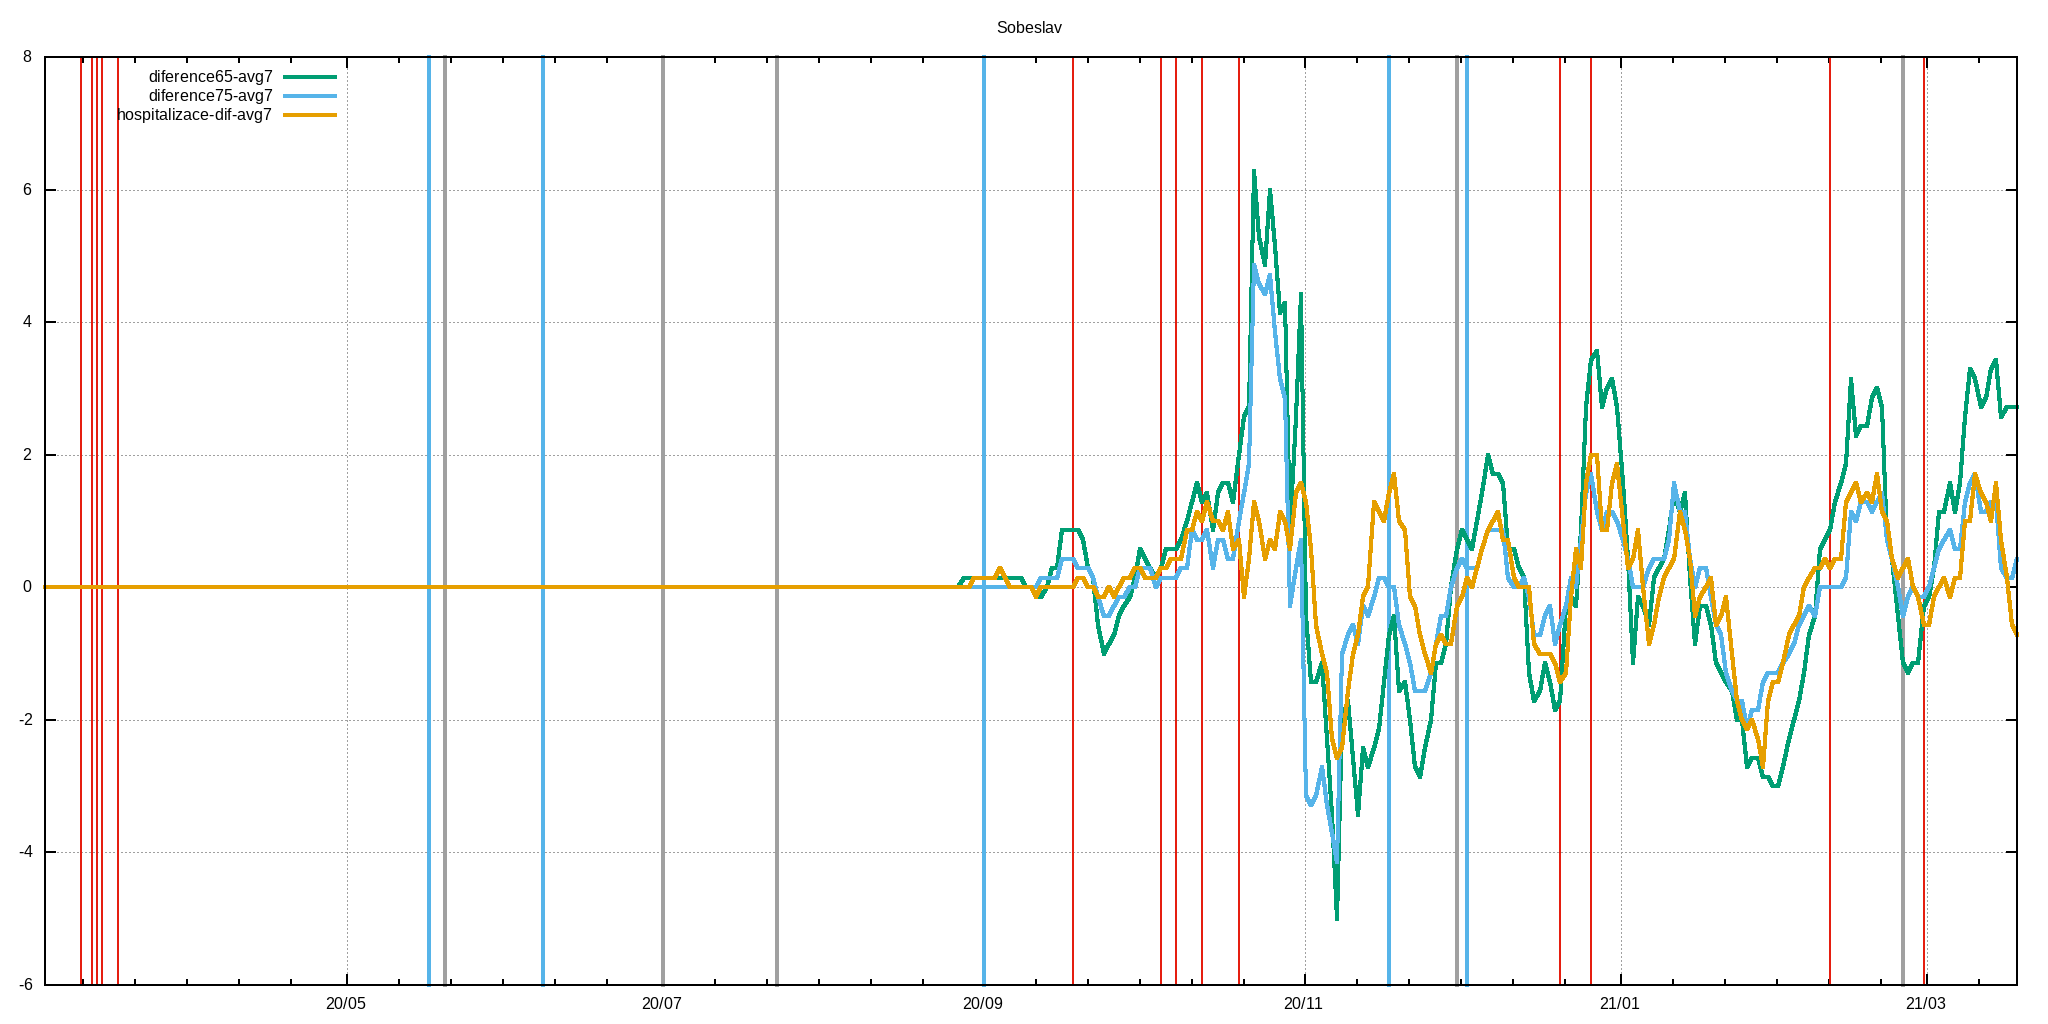 Sobeslav
diference65-avg7
diference75-avg7
hospitalizace-dif-avg7
8
6
4
2
0
-2
-4
-6
20/05 20/07 20/09 20/11 21/01 21/03